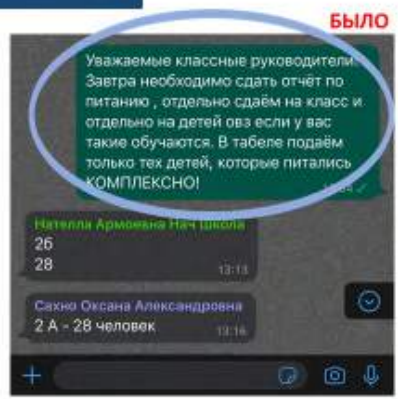 БЫЛО
Уважаемые классные руководители.
Завтра необходимо сдать отчёт по
питанию , отдельно сдаём на класс и
отдельно на детей овз если у вас
такие обучаются. В табеле подаём
только тех детей, которые питались
КОМПЛЕКСНО!
Нателла Армоевна Нач Школа
2б
28
13:13
Сахно Оксана Александровна
2 А - 28 человек
13:16